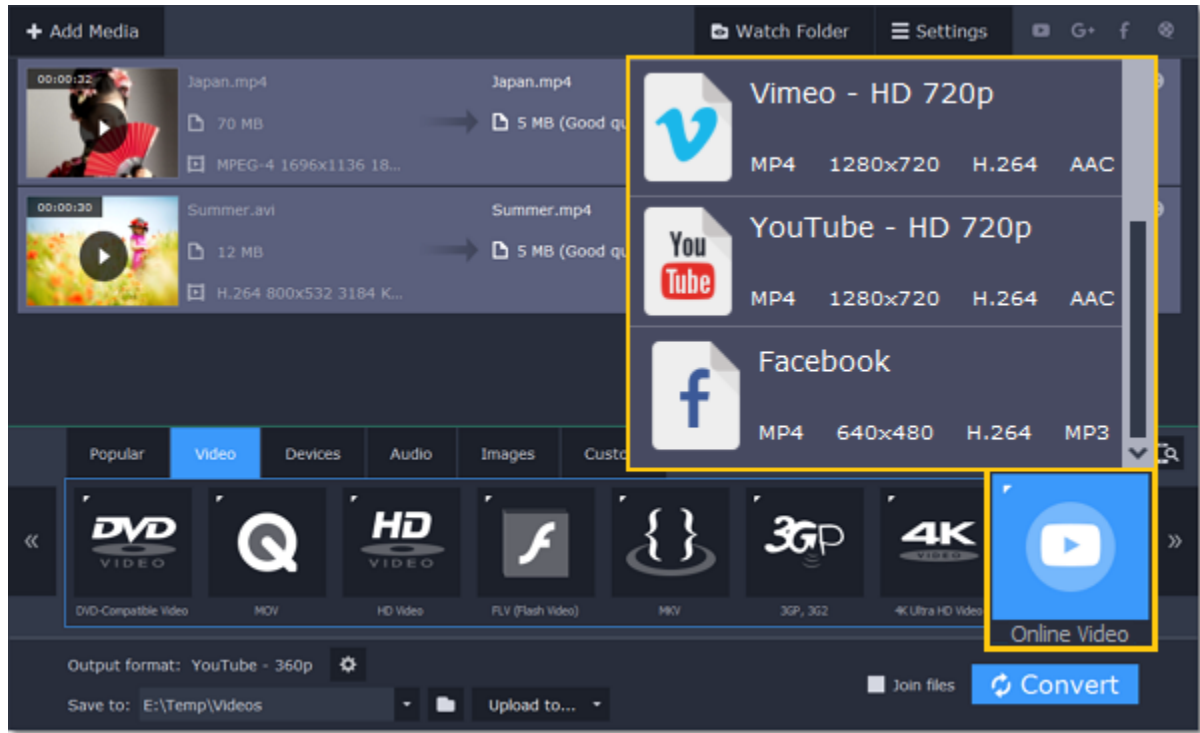 Add Media
Watch Folder
Settings
G+
00:00:32
Japan.mp4
70 MB
MPEG-4 1696x1136 18...
Japan.mp4
5 MB (Good qu
00:00:30
Summer.avi
12 MB
H.264 800x532 3184 K...
Summer.mp4
5 MB (Good qu
Vimeo - HD 720p
MP4 1280x720 H.264 AAC
You
Tube
YouTube - HD 720p
MP4 1280x720 H.264 AAC
Facebook
MP4 640x480 H.264 MP3
Popular Video Devices Audio Images Custo
DVD
VIDEO
HD
VIDEO
3GP
4K
VIDEO
DVD-Compatible Video
MOV
HD Video
FLV (Flash Video)
MKV
3GP, 3G2
4K Ultra HD Video
Online Video
Output format: YouTube - 360p
Save to: E:\Temp\Videos
Upload to...
Join files
Convert